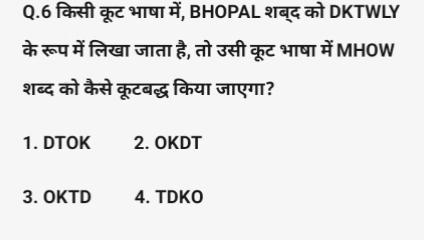 Q.6 किसी कूट भाषा में, BHOPAL शब्द को DKTWLY
के रूप में लिखा जाता है, तो उसी कूट भाषा में MHOW
शब्द को कैसे कूटबद्ध किया जाएगा?
1. DTOK 2. OKDT
3. OKTD 4. TDKO